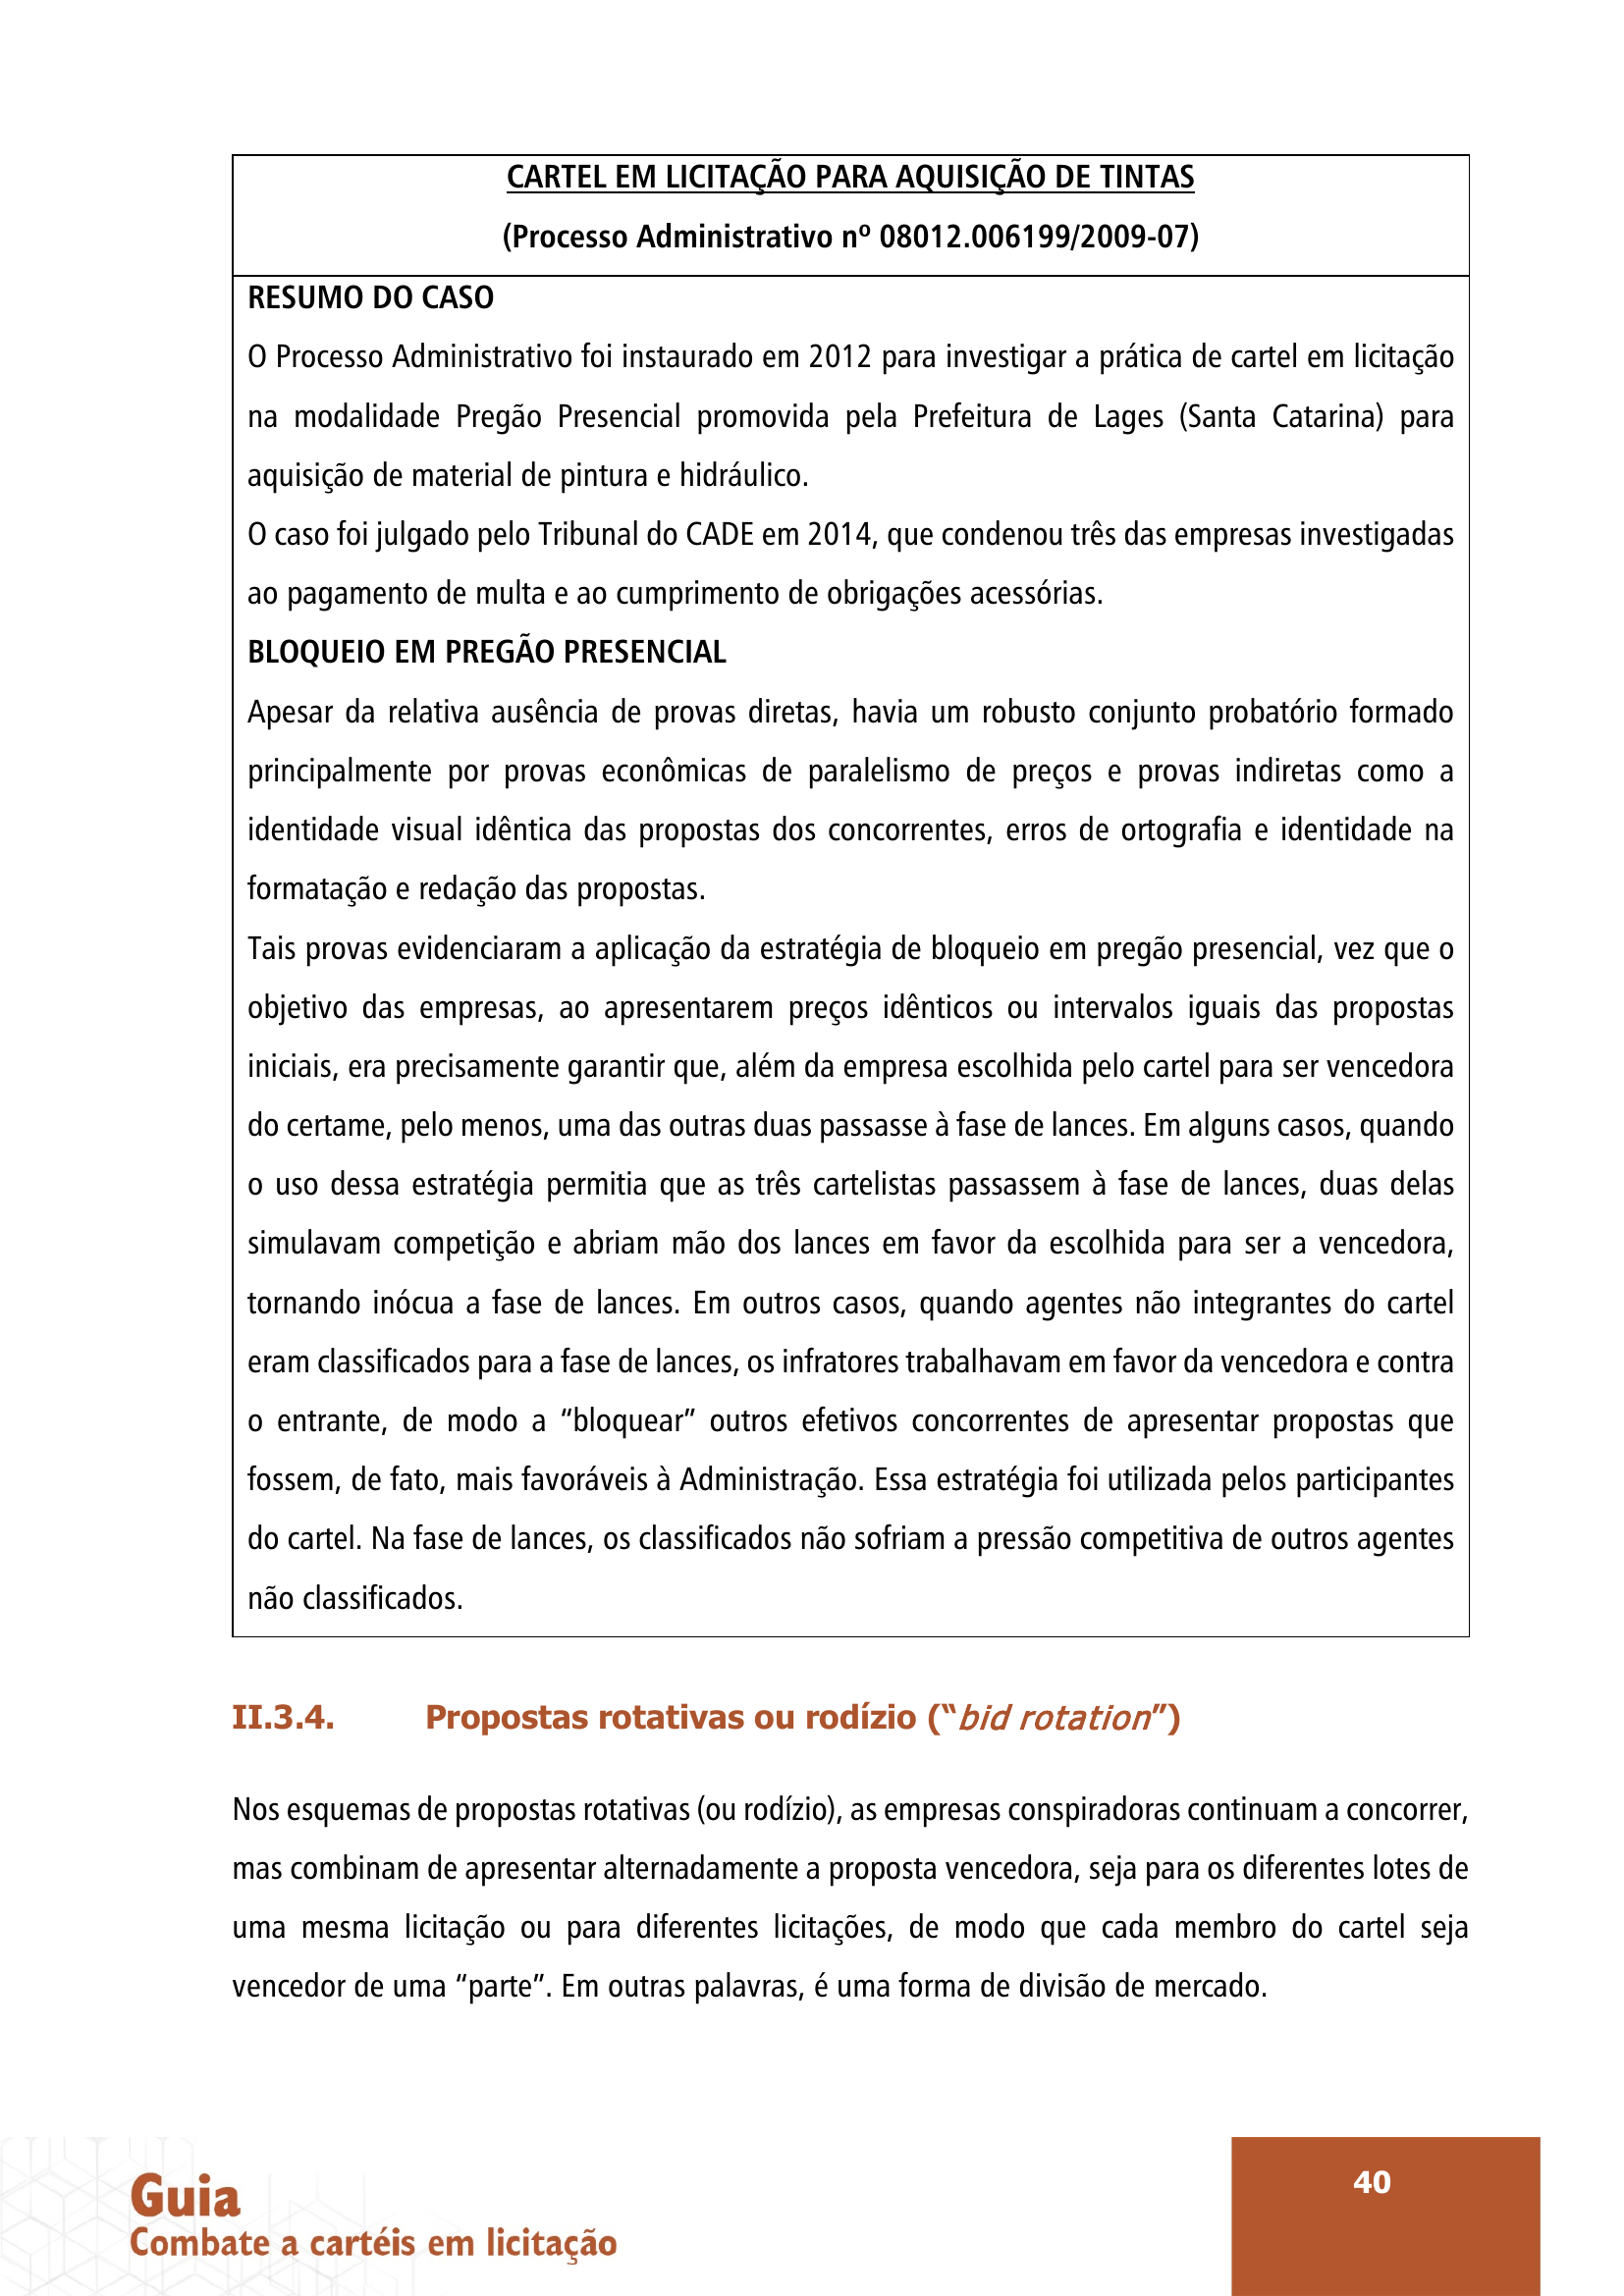 CARTEL EM LICITAÇÃO PARA AQUISIÇÃO DE TINTAS
(Processo Administrativo nº 08012.006199/2009-07)
RESUMO DO CASO
O Processo Administrativo foi instaurado em 2012 para investigar a prática de cartel em licitação
na modalidade Pregão Presencial promovida pela Prefeitura de Lages (Santa Catarina) para
aquisição de material de pintura e hidráulico.
O caso foi julgado pelo Tribunal do CADE em 2014, que condenou três das empresas investigadas
ao pagamento de multa e ao cumprimento de obrigações acessórias.
BLOQUEIO EM PREGÃO PRESENCIAL
Apesar da relativa ausência de provas diretas, havia um robusto conjunto probatório formado
principalmente por provas econômicas de paralelismo de preços e provas indiretas como a
identidade visual idêntica das propostas dos concorrentes, erros de ortografia e identidade na
formatação e redação das propostas.
Tais provas evidenciaram a aplicação da estratégia de bloqueio em pregão presencial, vez que o
objetivo das empresas, ao apresentarem preços idênticos ou intervalos iguais das propostas
iniciais, era precisamente garantir que, além da empresa escolhida pelo cartel para ser vencedora
do certame, pelo menos, uma das outras duas passasse à fase de lances. Em alguns casos, quando
o uso dessa estratégia permitia que as três cartelistas passassem à fase de lances, duas delas
simulavam competição e abriam mão dos lances em favor da escolhida para ser a vencedora,
tornando inócua a fase de lances. Em outros casos, quando agentes não integrantes do cartel
eram classificados para a fase de lances, os infratores trabalhavam em favor da vencedora e contra
o entrante, de modo a “bloquear” outros efetivos concorrentes de apresentar propostas que
fossem, de fato, mais favoráveis à Administração. Essa estratégia foi utilizada pelos participantes
do cartel. Na fase de lances, os classificados não sofriam a pressão competitiva de outros agentes
não classificados.
II.3.4. Propostas rotativas ou rodízio (“bid rotation”)
Nos esquemas de propostas rotativas (ou rodízio), as empresas conspiradoras continuam a concorrer,
mas combinam de apresentar alternadamente a proposta vencedora, seja para os diferentes lotes de
uma mesma licitação ou para diferentes licitações, de modo que cada membro do cartel seja
vencedor de uma “parte”. Em outras palavras, é uma forma de divisão de mercado.
Guia
Combate a cartéis em licitação
40